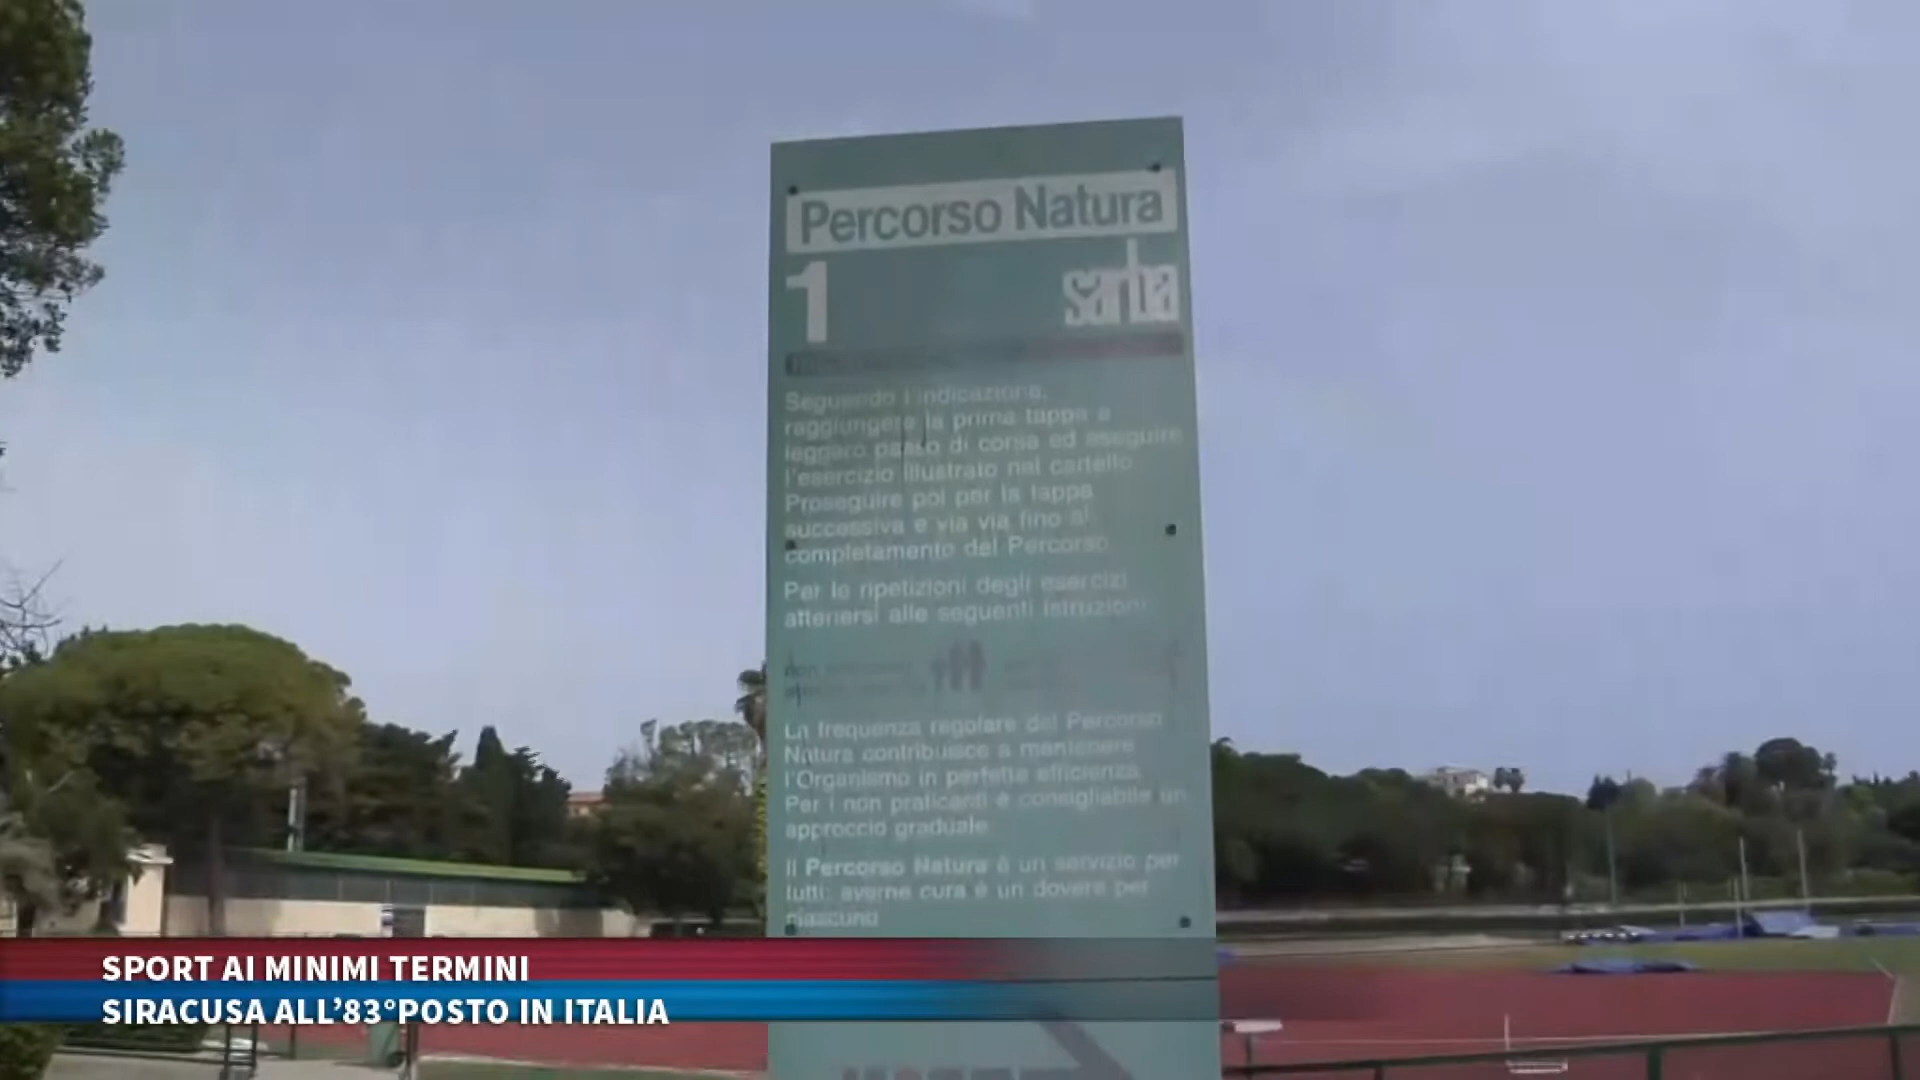 Percorso Natura
1
sarba
Seguendo l'indicazione,
raggiungere la prima tappa a
leggero passo di corsa ed eseguire
l'esercizio illustrato nel cartello
Proseguire poi per la tappa
successiva e via via fino al
completamento del Percorso
Per le ripetizioni degli esercizi
attenersi alle seguenti istruzioni
non
La frequenza regolare del Percorso
Natura contribuisce a mantenere
l'Organismo in perfetta efficienza
Per i non praticanti è consigliabile un
approccio graduale
Il Percorso Natura è un servizio per
tutti: averne cura è un dovere per
ciascuno
SPORT AI MINIMI TERMINI
SIRACUSA ALL'83°POSTO IN ITALIA